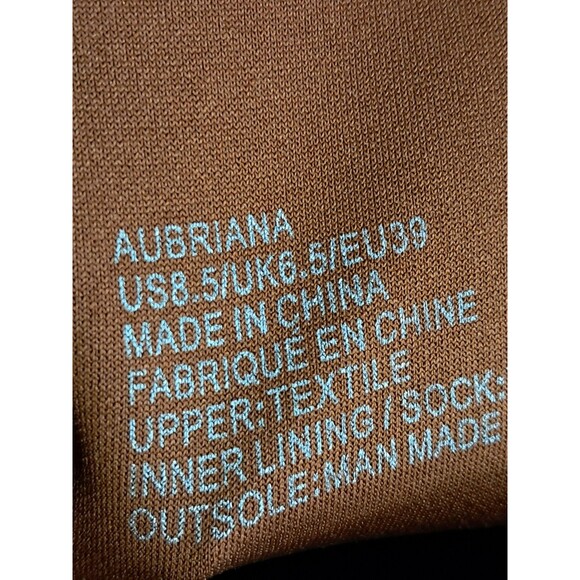 AUBRIANA
US8.5/UK6.5/EU39
MADE IN CHINA
FABRIQUE EN CHINE
UPPER:TEXTILE
INNER LINING / SOCK:
OUTSOLE:MAN MADE